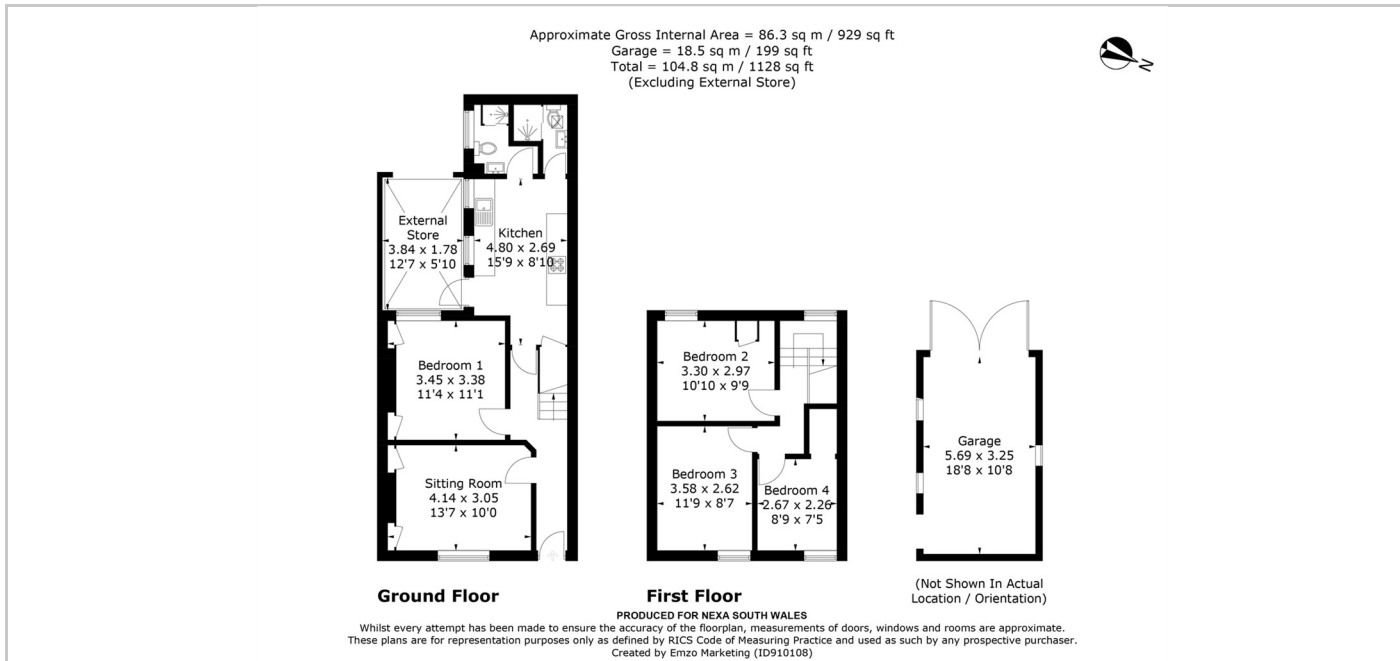 Approximate Gross Internal Area = 86.3 sq m / 929 sq ft
Garage = 18.5 sq m / 199 sq ft
Total = 104.8 sq m / 1128 sq ft
(Excluding External Store)
N
External
Store
3.84 x 1.78
12'7 x 5'10
Kitchen
4.80 x 2.69
15'9 x 8'10
Bedroom 1
3.45 x 3.38
11'4 x 11'1
Sitting Room
4.14 x 3.05
13'7 x 10'0
Bedroom 2
3.30 x 2.97
10'10 x 9'9
Bedroom 3
3.58 x 2.62
11'9 x 8'7
Bedroom 4
2.67 x 2.26
8'9 x 7'5
Garage
5.69 x 3.25
18'8 x 10'8
Ground Floor
First Floor
(Not Shown In Actual
Location / Orientation)
PRODUCED FOR NEXA SOUTH WALES
Whilst every attempt has been made to ensure the accuracy of the floorplan, measurements of doors, windows and rooms are approximate.
These plans are for representation purposes only as defined by RICS Code of Measuring Practice and used as such by any prospective purchaser.
Created by Emzo Marketing (ID910108)